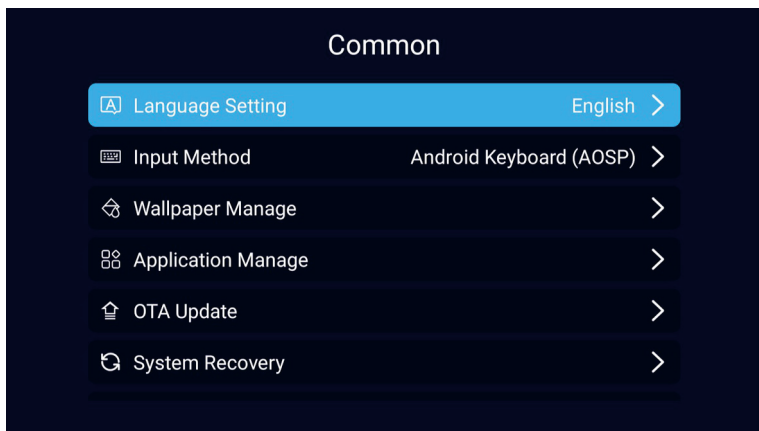 Common
Language Setting English
Input Method Android Keyboard (AOSP)
Wallpaper Manage
Application Manage
OTA Update
System Recovery